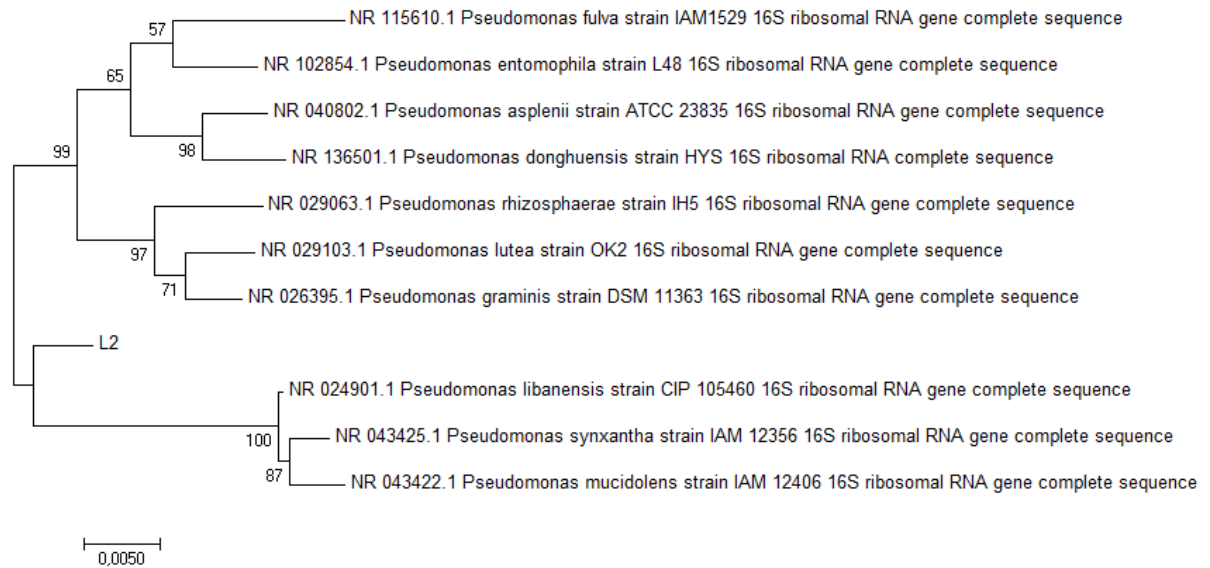 NR 115610.1 Pseudomonas fulva strain IAM1529 16S ribosomal RNA gene complete sequence
57
NR 102854.1 Pseudomonas entomophila strain L48 16S ribosomal RNA gene complete sequence
65
NR 040802.1 Pseudomonas asplenii strain ATCC 23835 16S ribosomal RNA gene complete sequence
98
NR 136501.1 Pseudomonas donghuensis strain HYS 16S ribosomal RNA gene complete sequence
99
NR 029063.1 Pseudomonas rhizosphaerae strain IH5 16S ribosomal RNA gene complete sequence
97
NR 029103.1 Pseudomonas lutea strain OK2 16S ribosomal RNA gene complete sequence
71
NR 026395.1 Pseudomonas graminis strain DSM 11363 16S ribosomal RNA gene complete sequence
L2
NR 024901.1 Pseudomonas libanensis strain CIP 105460 16S ribosomal RNA gene complete sequence
100
NR 043425.1 Pseudomonas synxantha strain IAM 12356 16S ribosomal RNA gene complete sequence
87
NR 043422.1 Pseudomonas mucidolens strain IAM 12406 16S ribosomal RNA gene complete sequence
0,0050